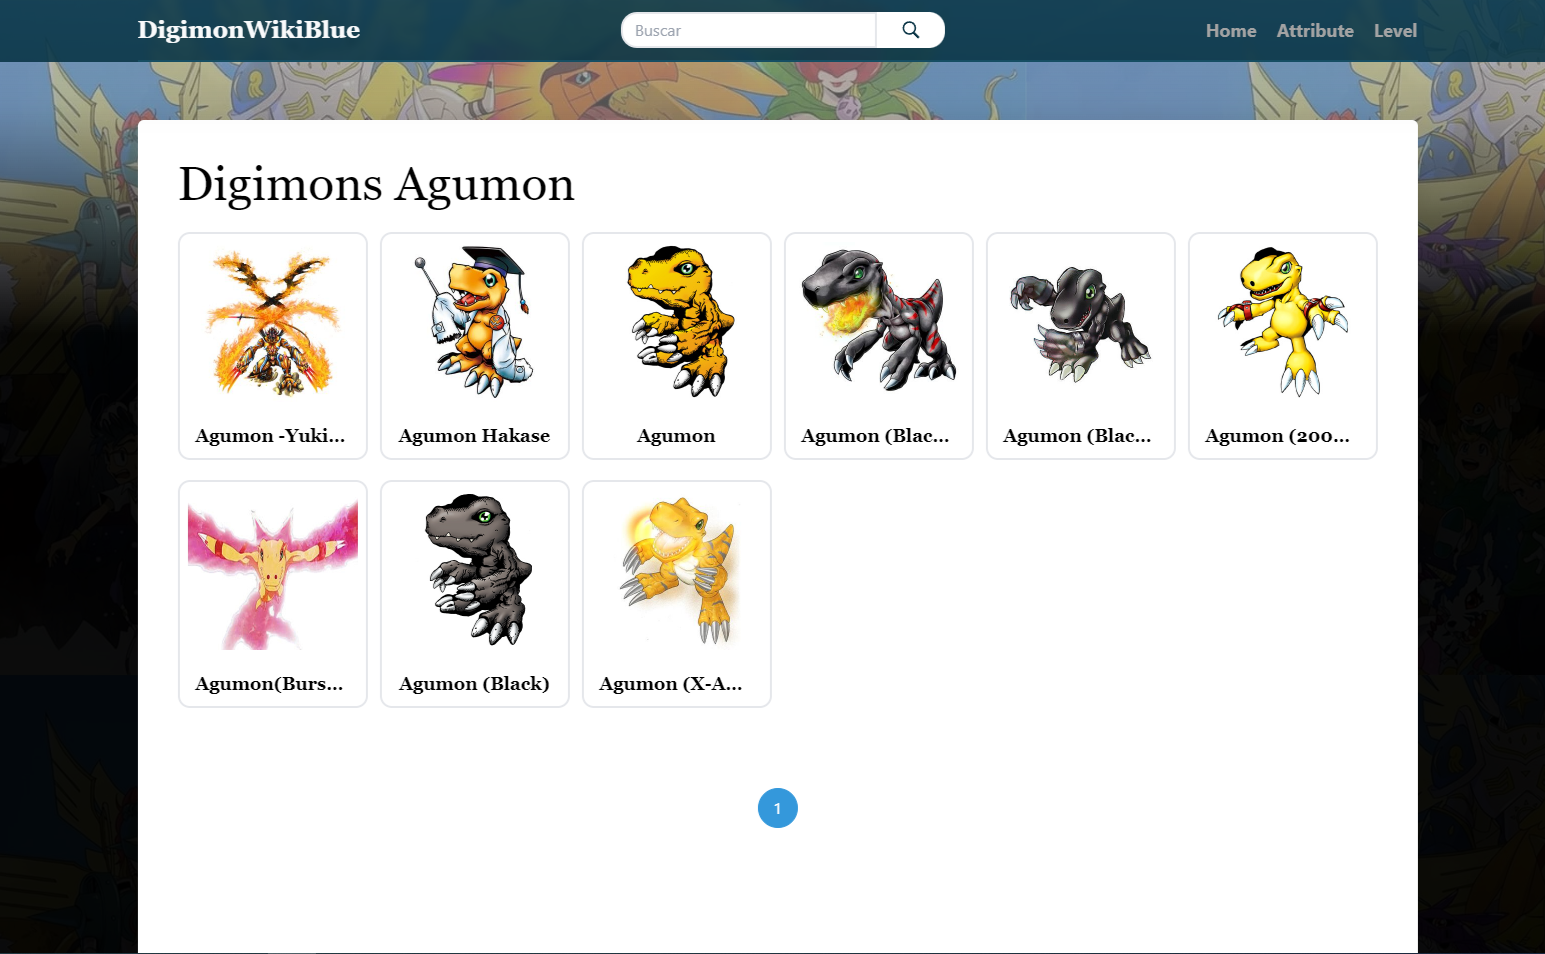 DigimonWikiBlue
Buscar
Home Attribute Level
Digimons Agumon
Agumon -Yuki...
Agumon Hakase
Agumon
Agumon (Blac...
Agumon (Blac...
Agumon (200...
Agumon(Burs...
Agumon (Black)
Agumon (X-A...
1